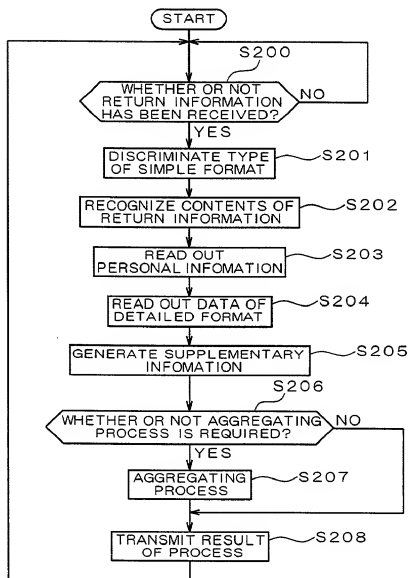 START
S200
WHETHER OR NOT
RETURN INFORMATION
HAS BEEN RECEIVED?
NO
YES
DISCRIMINATE TYPE
OF SIMPLE FORMAT
S201
RECOGNIZE CONTENTS OF
RETURN INFORMATION
S202
READ OUT
PERSONAL INFOMATION
S203
READ OUT DATA OF
DETAILED FORMAT
S204
GENERATE SUPPLEMENTARY
INFOMATION
S205
S206
WHETHER OR NOT AGGREGATING
PROCESS IS REQUIRED?
NO
YES
AGGREGATING
PROCESS
S207
TRANSMIT RESULT
OF PROCESS
S208